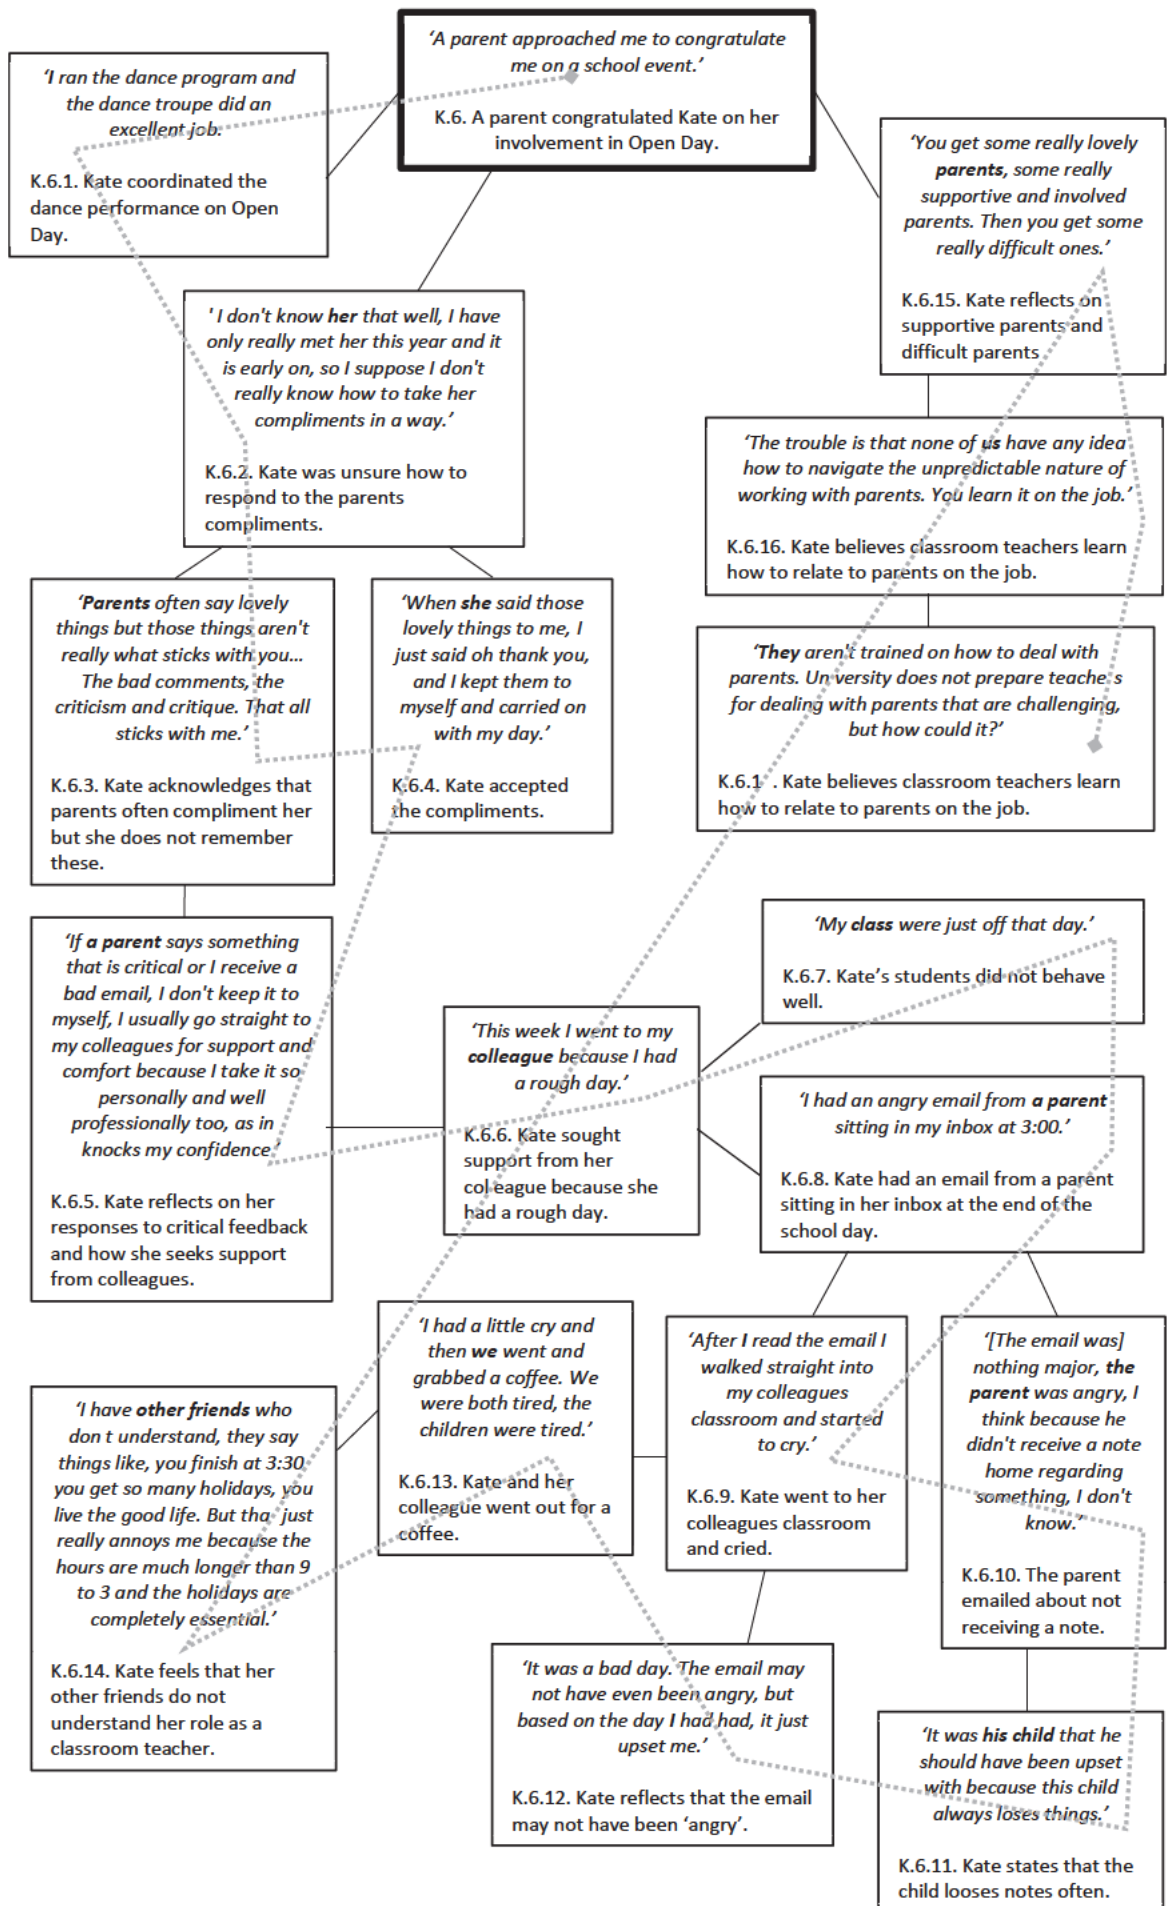 ‘A parent approached me to congratulate
me on a school event.’
K.6. A parent congratulated Kate on her
involvement in Open Day.
‘I ran the dance program and
the dance troupe did an
excellent job.
K.6.1. Kate coordinated the
dance performance on Open
Day.
' I don't know her that well, I have
only really met her this year and it
is early on, so I suppose I don't
really know how to take her
compliments in a way.’
K.6.2. Kate was unsure how to
respond to the parents
compliments.
‘Parents often say lovely
things but those things aren't
really what sticks with you...
The bad comments, the
criticism and critique. That all
sticks with me.’
K.6.3. Kate acknowledges that
parents often compliment her
but she does not remember
these.
‘When she said those
lovely things to me, I
just said oh thank you,
and I kept them to
myself and carried on
with my day.’
K.6.4. Kate accepted
the compliments.
‘If a parent says something
that is critical or I receive a
bad email, I don't keep it to
myself, I usually go straight to
my colleagues for support and
comfort because I take it so
personally and well
professionally too, as in
knocks my confidence’
K.6.5. Kate reflects on her
responses to critical feedback
and how she seeks support
from colleagues.
‘This week I went to my
colleague because I had
a rough day.’
K.6.6. Kate sought
support from her
col eague because she
had a rough day.
‘My class were just off that day.’
K.6.7. Kate’s students did not behave
well.
‘I had an angry email from a parent
sitting in my inbox at 3:00.’
K.6.8. Kate had an email from a parent
sitting in her inbox at the end of the
school day.
‘After I read the email I
walked straight into
my colleagues
classroom and started
to cry.’
K.6.9. Kate went to her
colleagues classroom
and cried.
‘[The email was]
nothing major, the
parent was angry, I
think because he
didn't receive a note
home regarding
something, I don't
know.’
K.6.10. The parent
emailed about not
receiving a note.
‘It was his child that he
should have been upset
with because this child
always loses things.’
K.6.11. Kate states that the
child looses notes often.
‘It was a bad day. The email may
not have even been angry, but
based on the day I had had, it just
upset me.’
K.6.12. Kate reflects that the email
may not have been ‘angry’.
‘I had a little cry and
then we went and
grabbed a coffee. We
were both tired, the
children were tired.’
K.6.13. Kate and her
colleague went out for a
coffee.
‘I have other friends who
don t understand, they say
things like, you finish at 3:30
you get so many holidays, you
live the good life. But tha  just
really annoys me because the
hours are much longer than 9
to 3 and the holidays are
completely essential.’
K.6.14. Kate feels that her
other friends do not
understand her role as a
classroom teacher.
‘You get some really lovely
parents, some really
supportive and involved
parents. Then you get some
really difficult ones.’
K.6.15. Kate reflects on
supportive parents and
difficult parents
‘The trouble is that none of us have any idea
how to navigate the unpredictable nature of
working with parents. You learn it on the job.’
K.6.16. Kate believes classroom teachers learn
how to relate to parents on the job.
‘They aren't trained on how to deal with
parents. Un versity does not prepare teache s
for dealing with parents that are challenging,
but how could it?’
K.6.1  . Kate believes classroom teachers learn
how to relate to parents on the job.